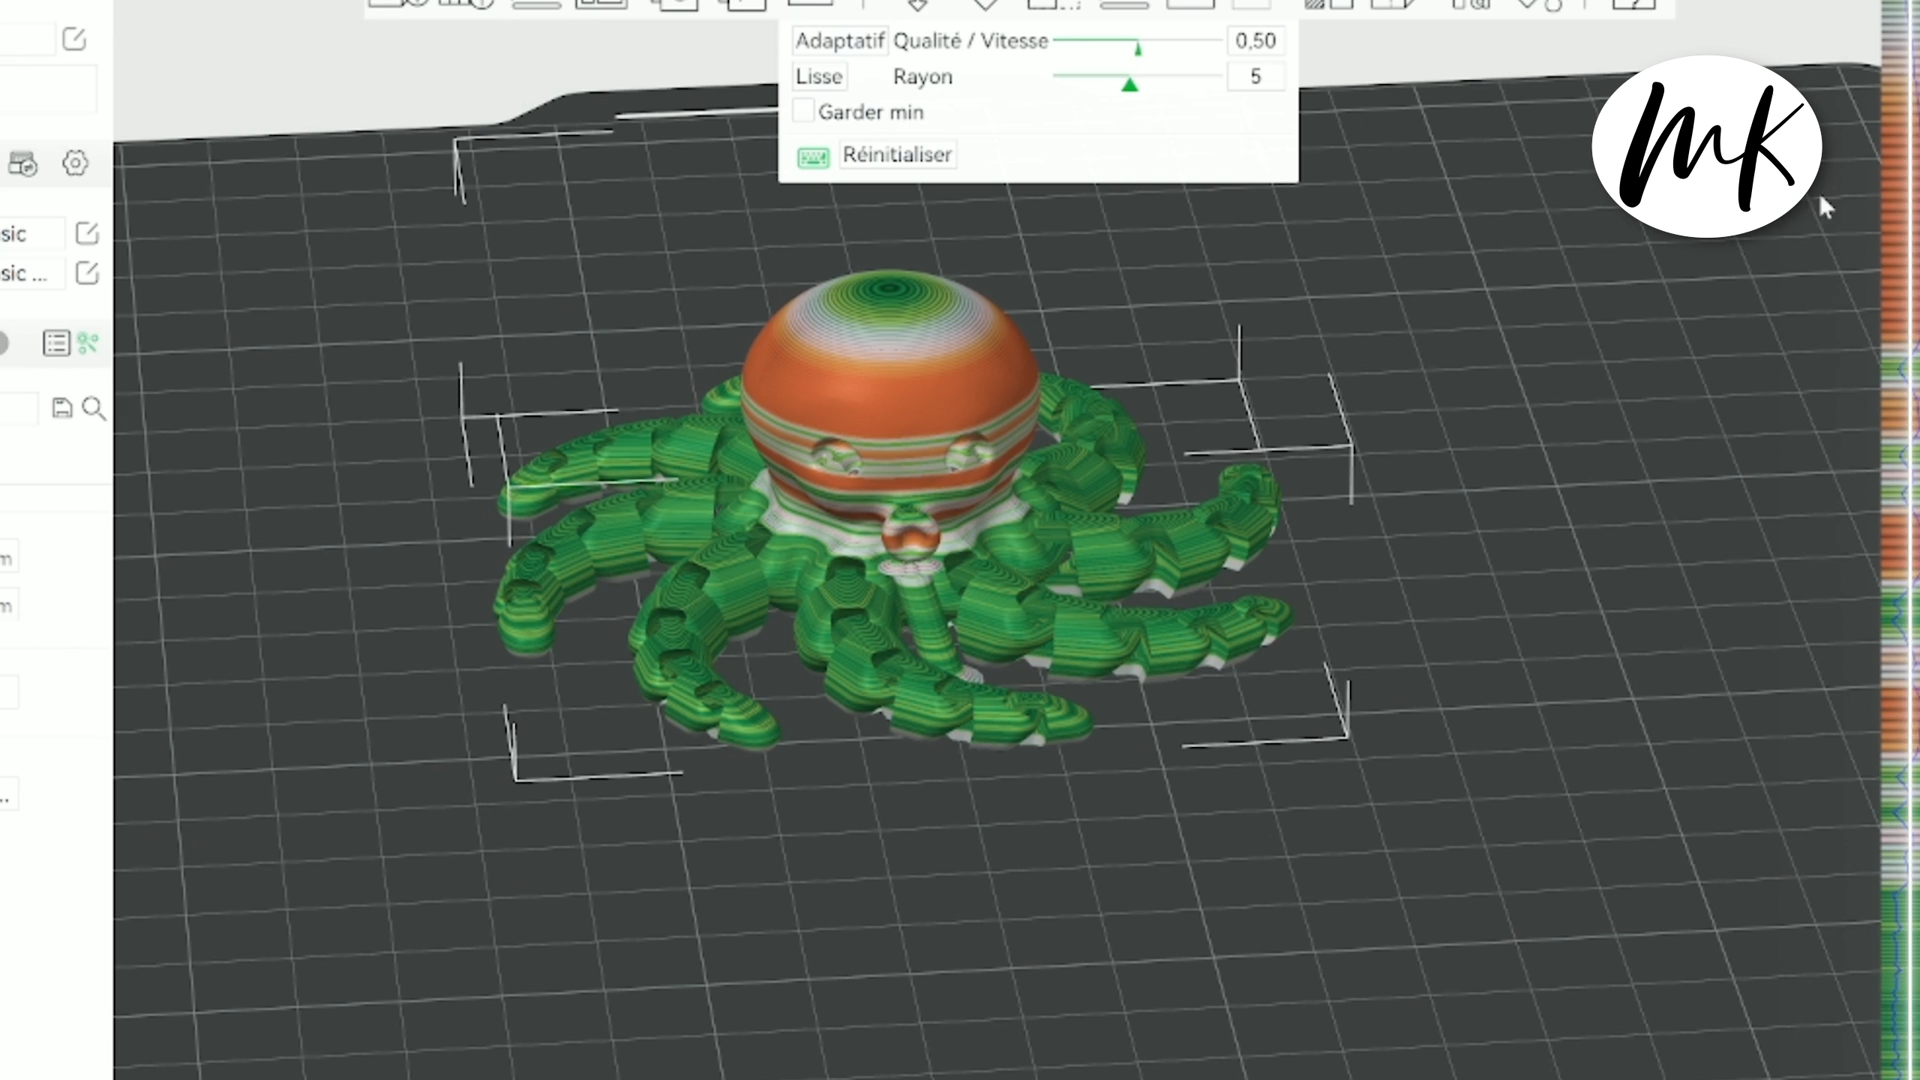 Adaptatif Qualité / Vitesse 0,50
Lisse Rayon 5
Garder min
Réinitialiser
MK
sic
sic ...
m
m
...